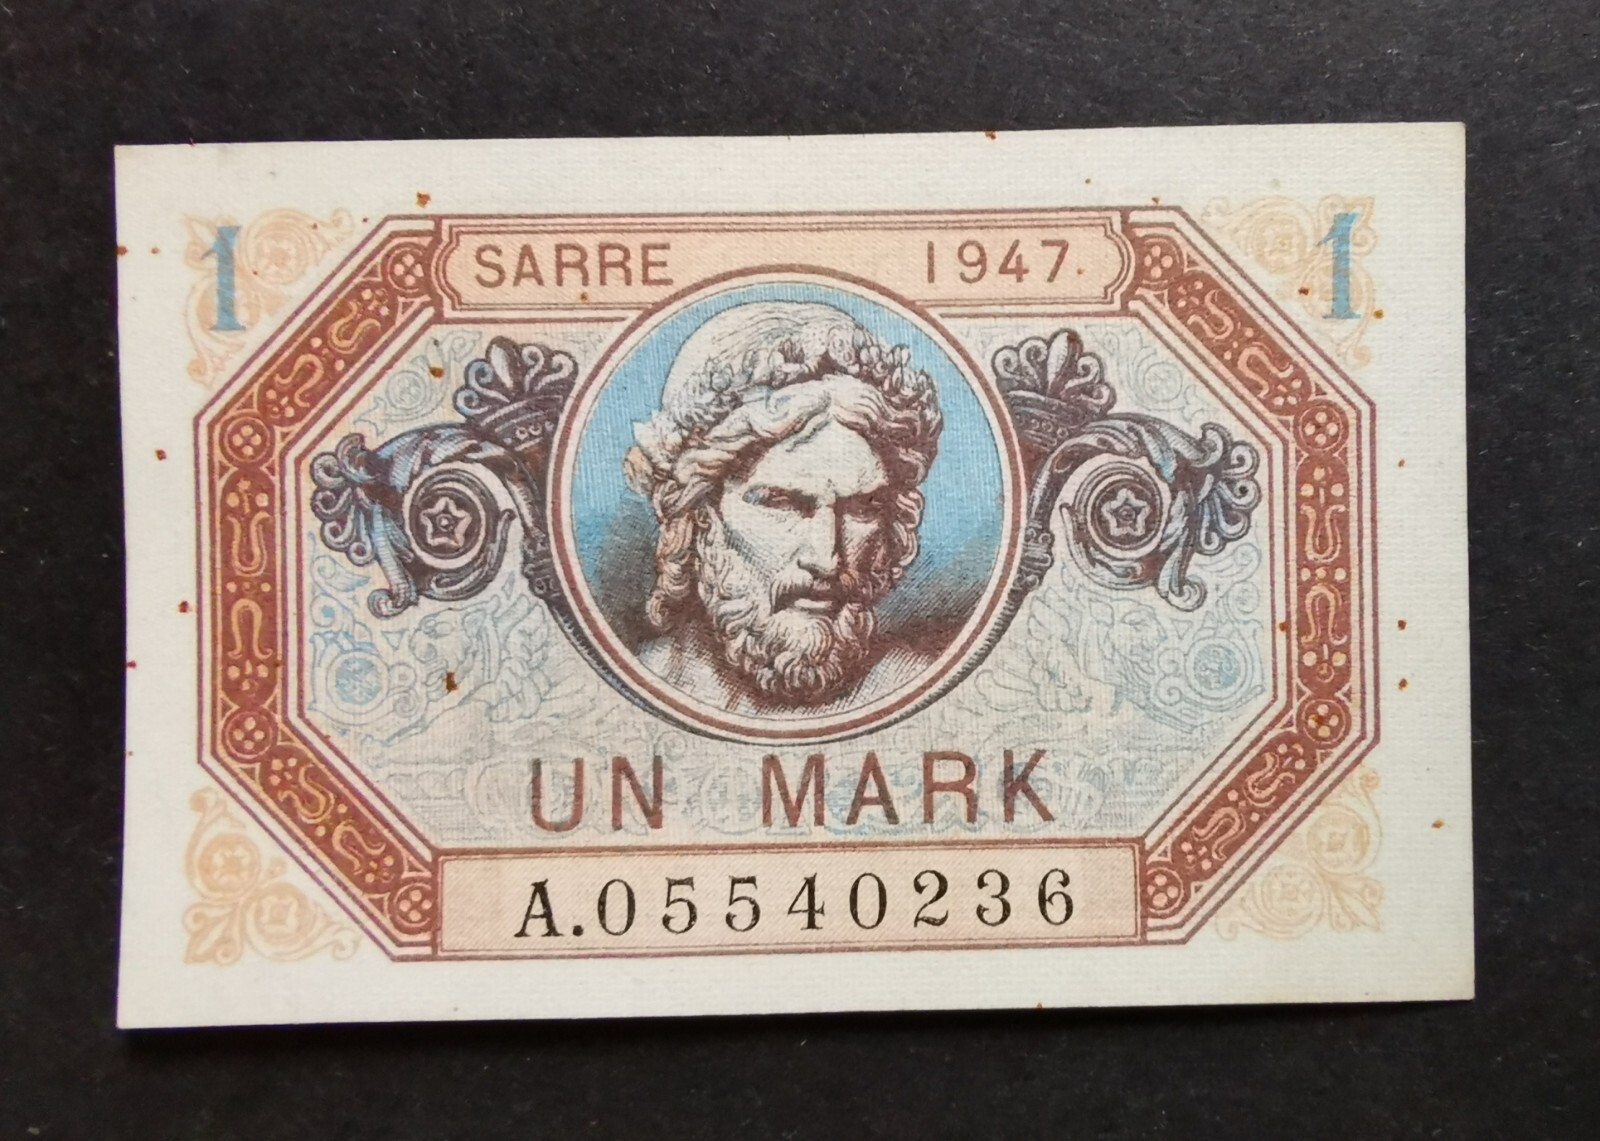 SARRE 1947
1 1
UN MARK
A.05540236